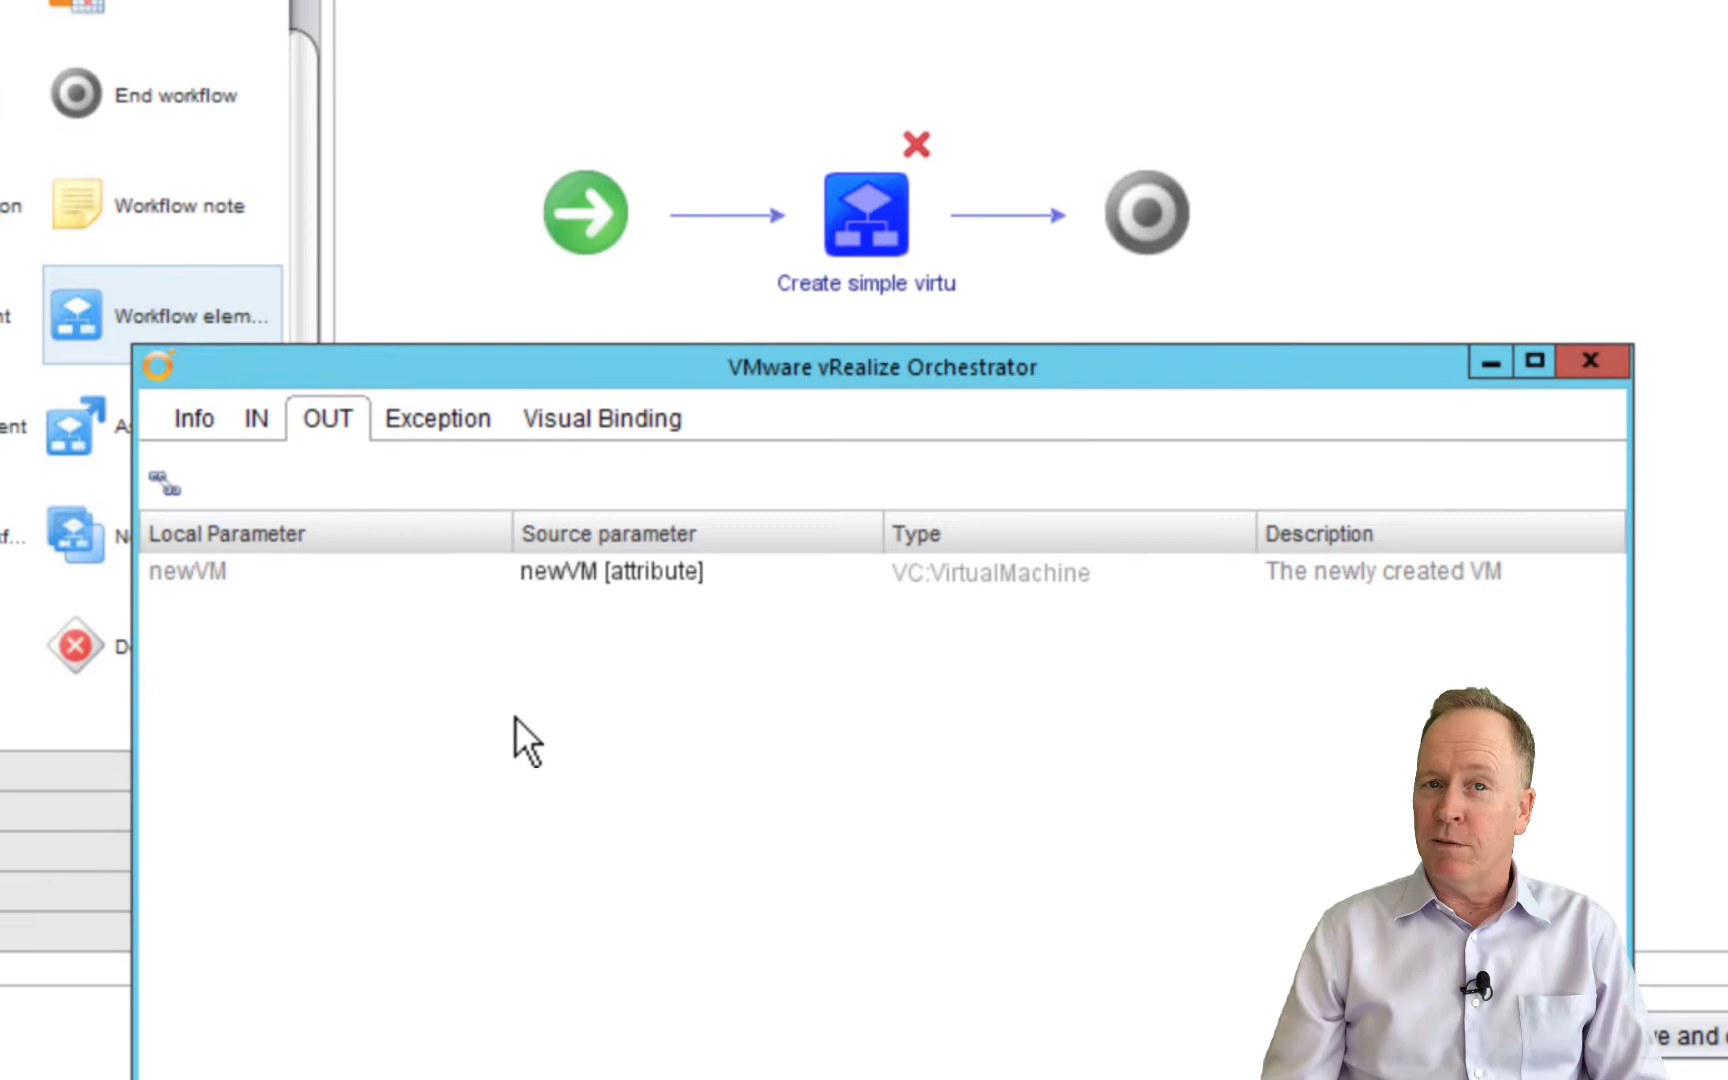 End workflow
on
Workflow note
nt
Workflow elem...
Create simple virtu
VMware vRealize Orchestrator
ent
Info IN OUT Exception Visual Binding
Local Parameter Source parameter Type Description
newVM newVM [attribute] VC:VirtualMachine The newly created VM